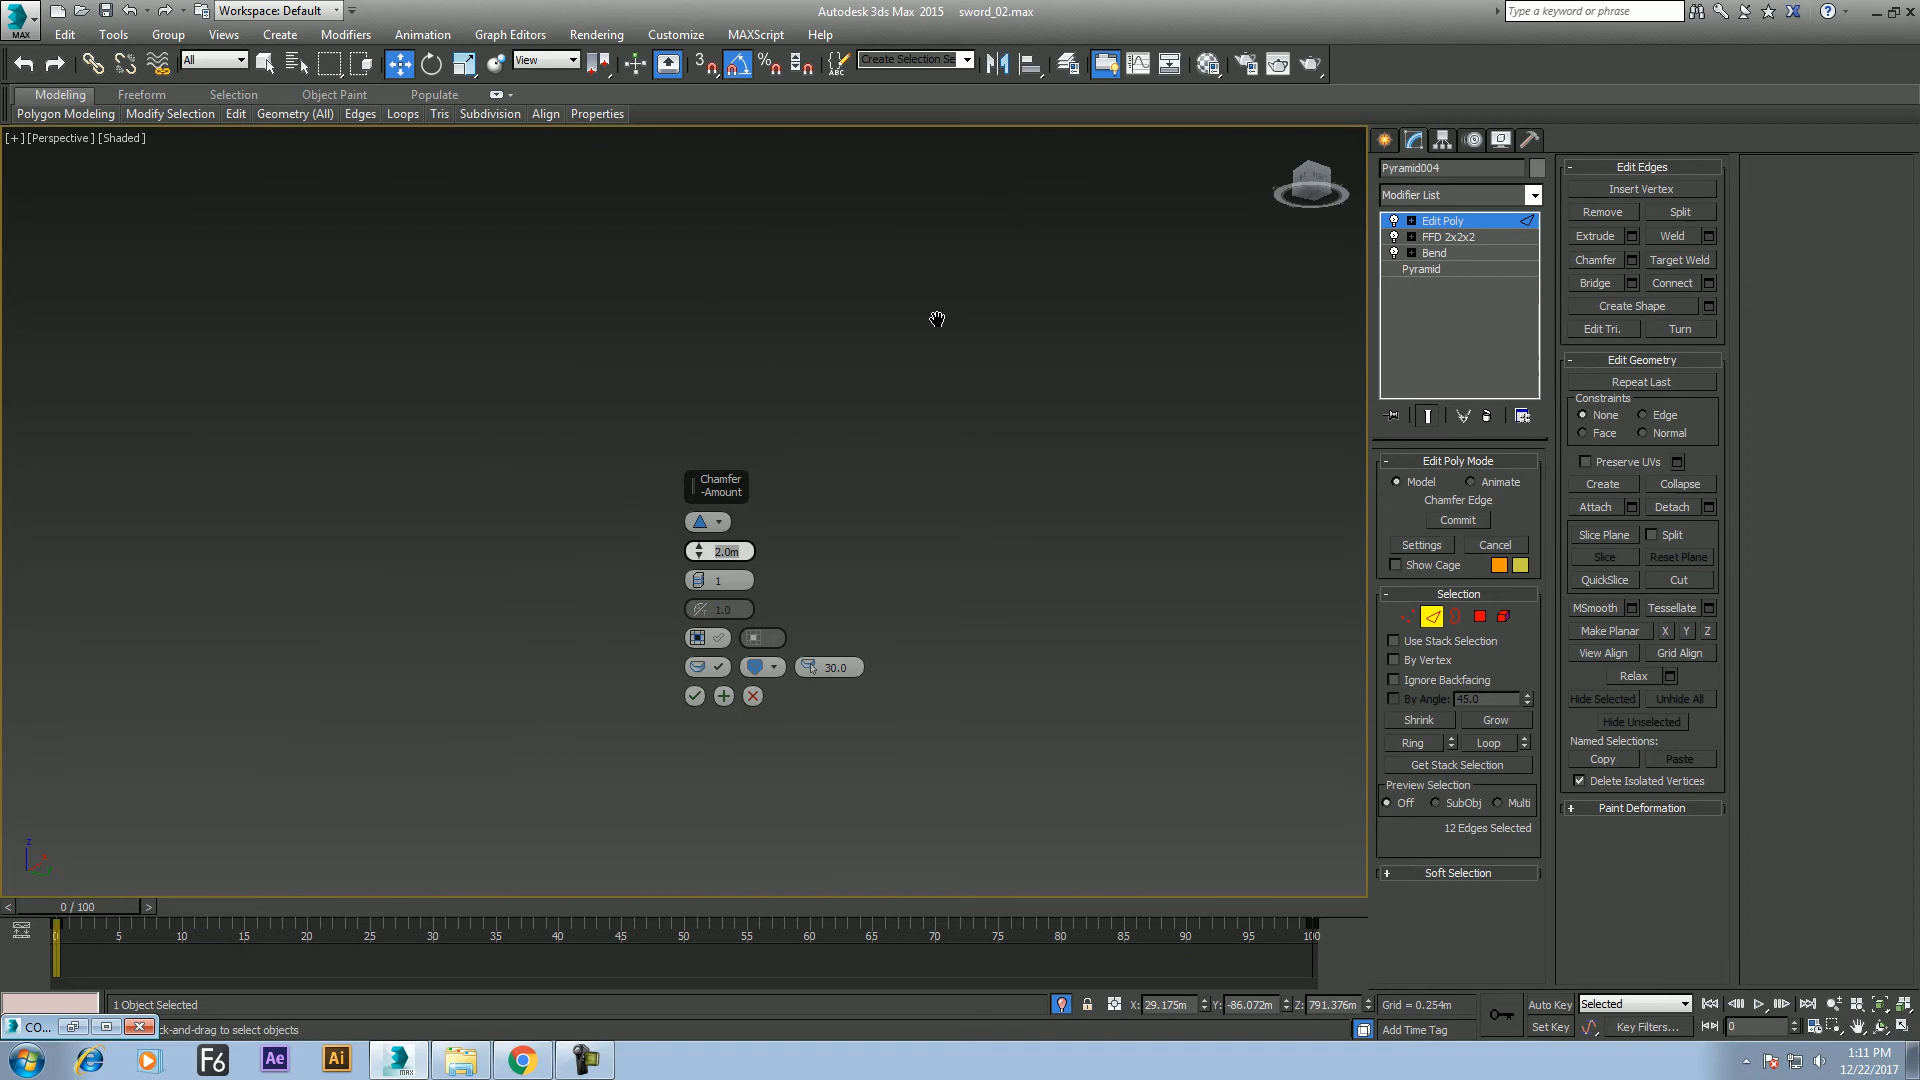 Workspace: Default
Autodesk 3ds Max 2015 sword_02.max
Type a keyword or phrase
MAX
Edit Tools Group Views Create Modifiers Animation Graph Editors Rendering Customize MAXScript Help
All
View
3
ABC
Create Selection Se
Modeling Freeform Selection Object Paint Populate
Polygon Modeling Modify Selection Edit Geometry (All) Edges Loops Tris Subdivision Align Properties
[+] [Perspective] [Shaded]
Chamfer
-Amount
2.0m
1
1.0
30.0
z
Pyramid004
Modifier List
Edit Poly
FFD 2x2x2
Bend
Pyramid
Edit Poly Mode
Model Animate
Chamfer Edge
Commit
Settings Cancel
Show Cage
Selection
Use Stack Selection
By Vertex
Ignore Backfacing
By Angle: 45.0
Shrink Grow
Ring Loop
Get Stack Selection
Preview Selection
Off SubObj Multi
12 Edges Selected
Soft Selection
Edit Edges
Insert Vertex
Remove Split
Extrude Weld
Chamfer Target Weld
Bridge Connect
Create Shape
Edit Tri. Turn
Edit Geometry
Repeat Last
Constraints
None Edge
Face Normal
Preserve UVs
Create Collapse
Attach Detach
Slice Plane Split
Slice Reset Plane
QuickSlice Cut
MSmooth Tessellate
Make Planar X Y Z
View Align Grid Align
Relax
Hide Selected Unhide All
Hide Unselected
Named Selections:
Copy Paste
Delete Isolated Vertices
Paint Deformation
< 0 / 100 >
0 5 10 15 20 25 30 35 40 45 50 55 60 65 70 75 80 85 90 95 100
1 Object Selected
X: 29.175m Y: -86.072m Z: 791.376m Grid = 0.254m
Auto Key Selected
CO...
ck-and-drag to select objects
Add Time Tag
Set Key Key Filters... 0
F6 Ae Ai MAX
1:11 PM
12/22/2017